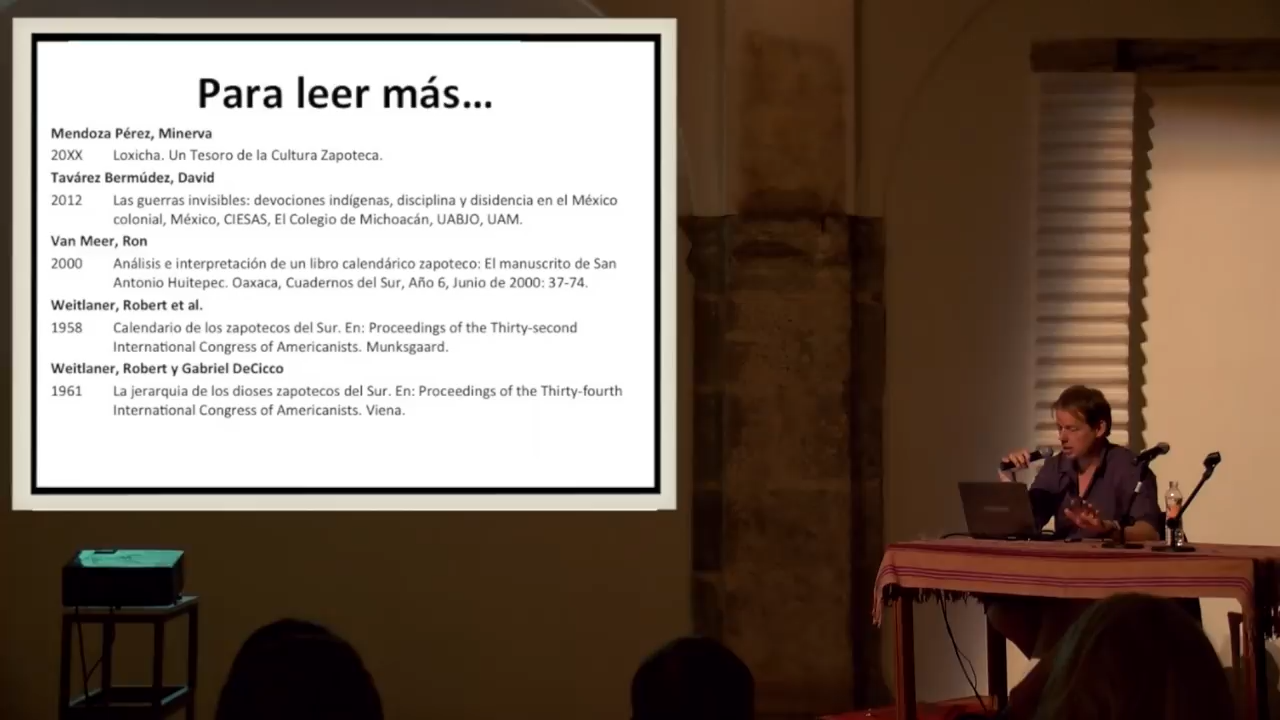 Para leer más...
Mendoza Pérez, Minerva
20XX Loxicha. Un Tesoro de la Cultura Zapoteca.
Tavárez Bermúdez, David
2012 Las guerras invisibles: devociones indígenas, disciplina y disidencia en el México
colonial, México, CIESAS, El Colegio de Michoacán, UABJO, UAM.
Van Meer, Ron
2000 Análisis e interpretación de un libro calendárico zapoteco: El manuscrito de San
Antonio Huitepec. Oaxaca, Cuadernos del Sur, Año 6, Junio de 2000: 37-74.
Weitlaner, Robert et al.
1958 Calendario de los zapotecos del Sur. En: Proceedings of the Thirty-second
International Congress of Americanists. Munksgaard.
Weitlaner, Robert y Gabriel DeCicco
1961 La jerarquia de los dioses zapotecos del Sur. En: Proceedings of the Thirty-fourth
International Congress of Americanists. Viena.